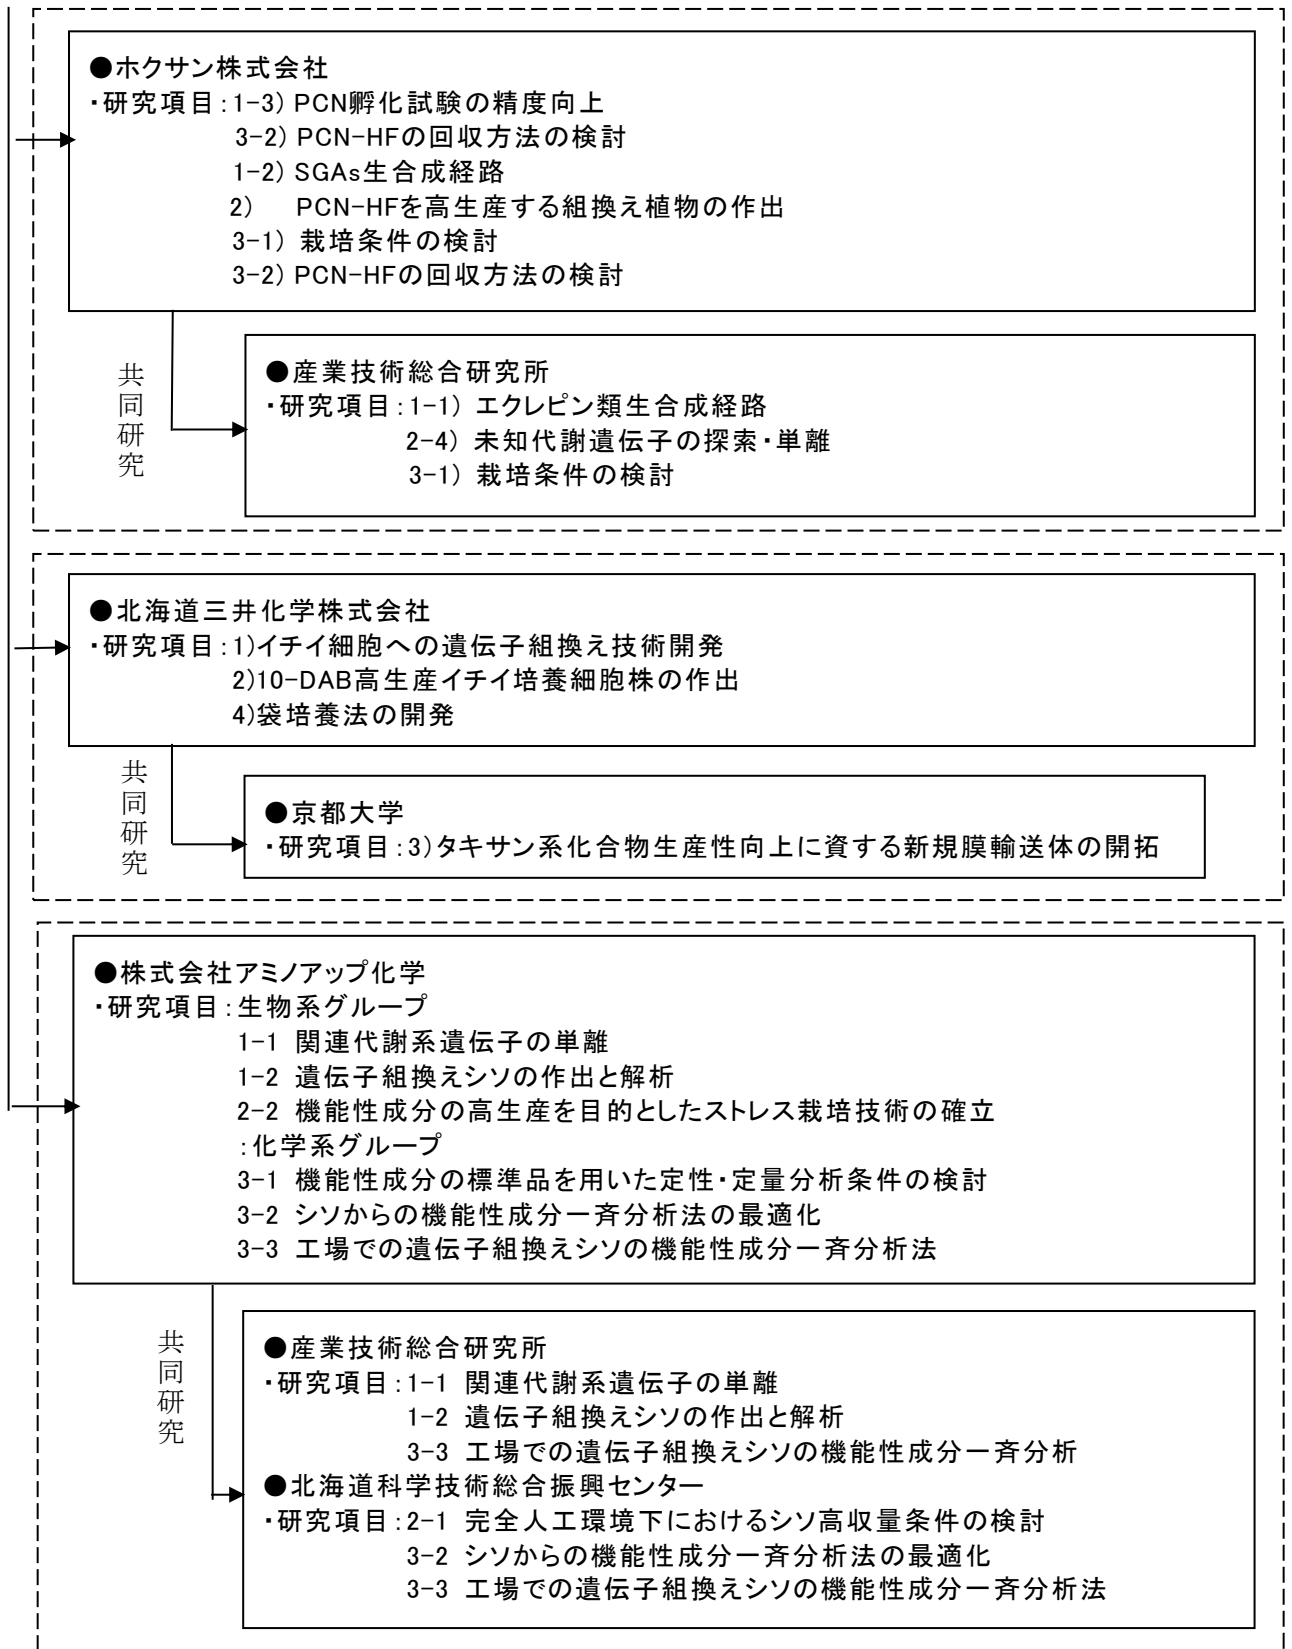 ●ホクサン株式会社
・研究項目:1-3) PCN孵化試験の精度向上
3-2) PCN-HFの回収方法の検討
1-2) SGAs生合成経路
2) PCN-HFを高生産する組換え植物の作出
3-1) 栽培条件の検討
3-2) PCN-HFの回収方法の検討
共同研究
●産業技術総合研究所
・研究項目:1-1) エクレピン類生合成経路
2-4) 未知代謝遺伝子の探索・単離
3-1) 栽培条件の検討
●北海道三井化学株式会社
・研究項目:1)イチイ細胞への遺伝子組換え技術開発
2)10-DAB高生産イチイ培養細胞株の作出
4)袋培養法の開発
共同研究
●京都大学
・研究項目:3)タキサン系化合物生産性向上に資する新規膜輸送体の開拓
●株式会社アミノアップ化学
・研究項目:生物系グループ
1-1 関連代謝系遺伝子の単離
1-2 遺伝子組換えシソの作出と解析
2-2 機能性成分の高生産を目的としたストレス栽培技術の確立
:化学系グループ
3-1 機能性成分の標準品を用いた定性・定量分析条件の検討
3-2 シソからの機能性成分一斉分析法の最適化
3-3 工場での遺伝子組換えシソの機能性成分一斉分析法
共同研究
●産業技術総合研究所
・研究項目:1-1 関連代謝系遺伝子の単離
1-2 遺伝子組換えシソの作出と解析
3-3 工場での遺伝子組換えシソの機能性成分一斉分析
●北海道科学技術総合振興センター
・研究項目:2-1 完全人工環境下におけるシソ高収量条件の検討
3-2 シソからの機能性成分一斉分析法の最適化
3-3 工場での遺伝子組換えシソの機能性成分一斉分析法